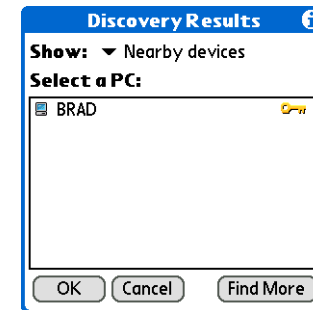 Discovery Results
Show: Nearby devices
Select a PC:
BRAD
OK Cancel Find More